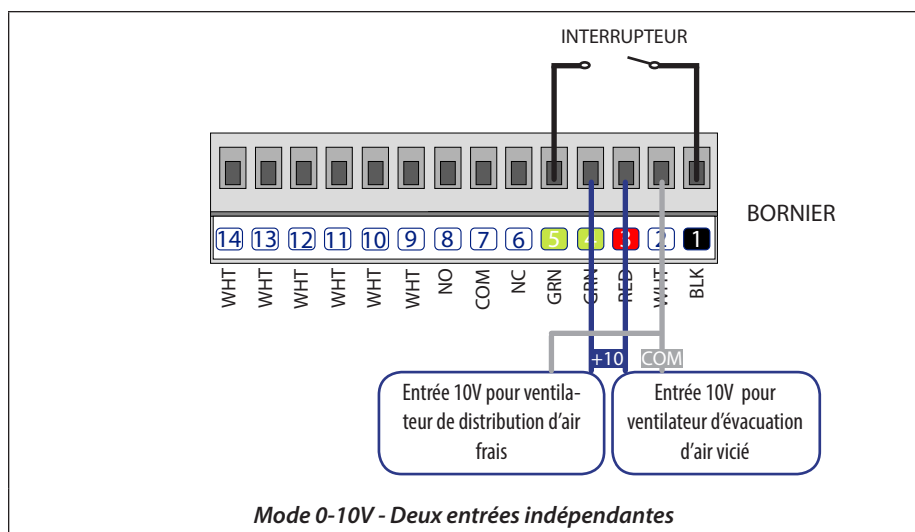 INTERRUPTEUR
BORNIER
14 13 12 11 10 9 8 7 6 5 4 3 2 1
WHT WHT WHT WHT WHT WHT NO COM NC GRN GRN RED WHT BLK
+10 COM
Entrée 10V pour ventila-
teur de distribution d'air
frais
Entrée 10V pour
ventilateur d'évacuation
d'air vicié
Mode 0-10V - Deux entrées indépendantes